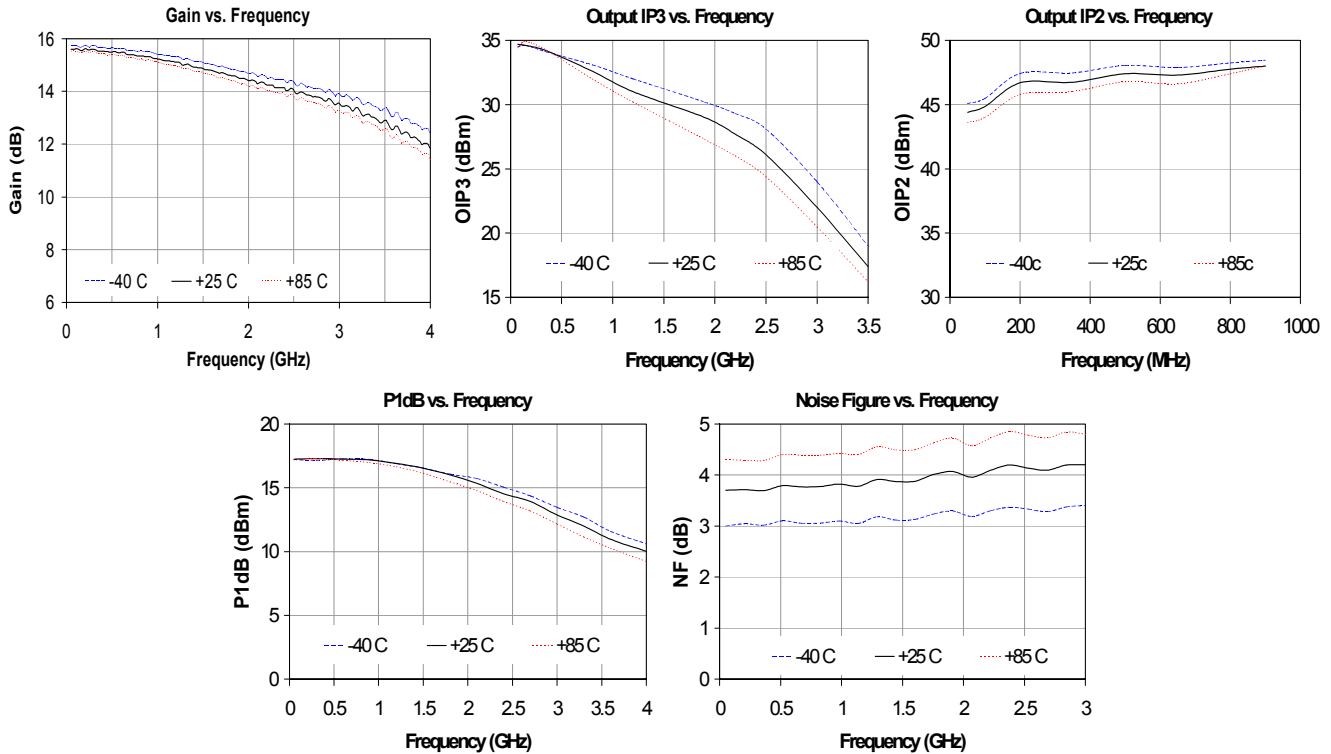 Gain vs. Frequency
Gain (dB)
16
14
12
10
8
6
-40 C +25 C +85 C
0 1 2 3 4
Frequency (GHz)
Output IP3 vs. Frequency
OIP3 (dBm)
35
30
25
20
15
-40 C +25 C +85 C
0 0.5 1 1.5 2 2.5 3 3.5
Frequency (GHz)
Output IP2 vs. Frequency
OIP2 (dBm)
50
45
40
35
30
-40c +25c +85c
0 200 400 600 800 1000
Frequency (MHz)
P1dB vs. Frequency
P1dB (dBm)
20
15
10
5
0
-40 C +25 C +85 C
0 0.5 1 1.5 2 2.5 3 3.5 4
Frequency (GHz)
Noise Figure vs. Frequency
NF (dB)
5
4
3
2
1
0
-40 C +25 C +85 C
0 0.5 1 1.5 2 2.5 3
Frequency (GHz)